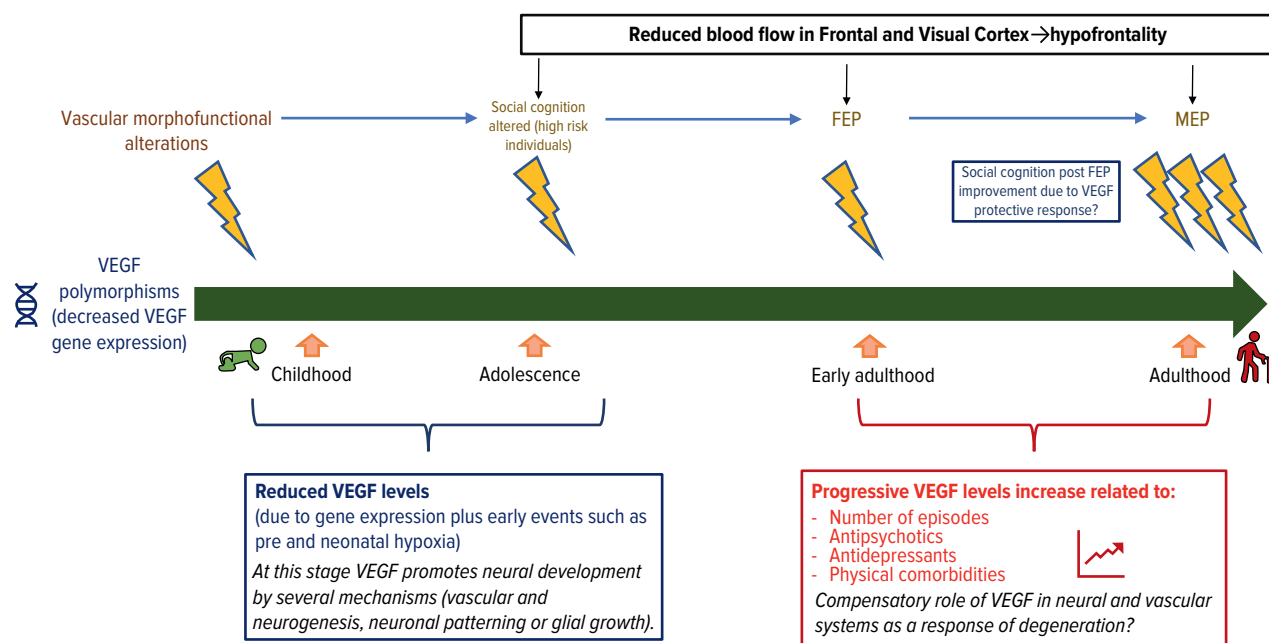 Reduced blood flow in Frontal and Visual Cortex→hypofrontality
Vascular morphofunctional
alterations
Social cognition
altered (high risk
individuals)
FEP
MEP
Social cognition post FEP
improvement due to VEGF
protective response?
VEGF
polymorphisms
(decreased VEGF
gene expression)
Childhood
Adolescence
Early adulthood
Adulthood
Reduced VEGF levels
(due to gene expression plus early events such as
pre and neonatal hypoxia)
At this stage VEGF promotes neural development
by several mechanisms (vascular and
neurogenesis, neuronal patterning or glial growth).
Progressive VEGF levels increase related to:
- Number of episodes
- Antipsychotics
- Antidepressants
- Physical comorbidities
Compensatory role of VEGF in neural and vascular
systems as a response of degeneration?